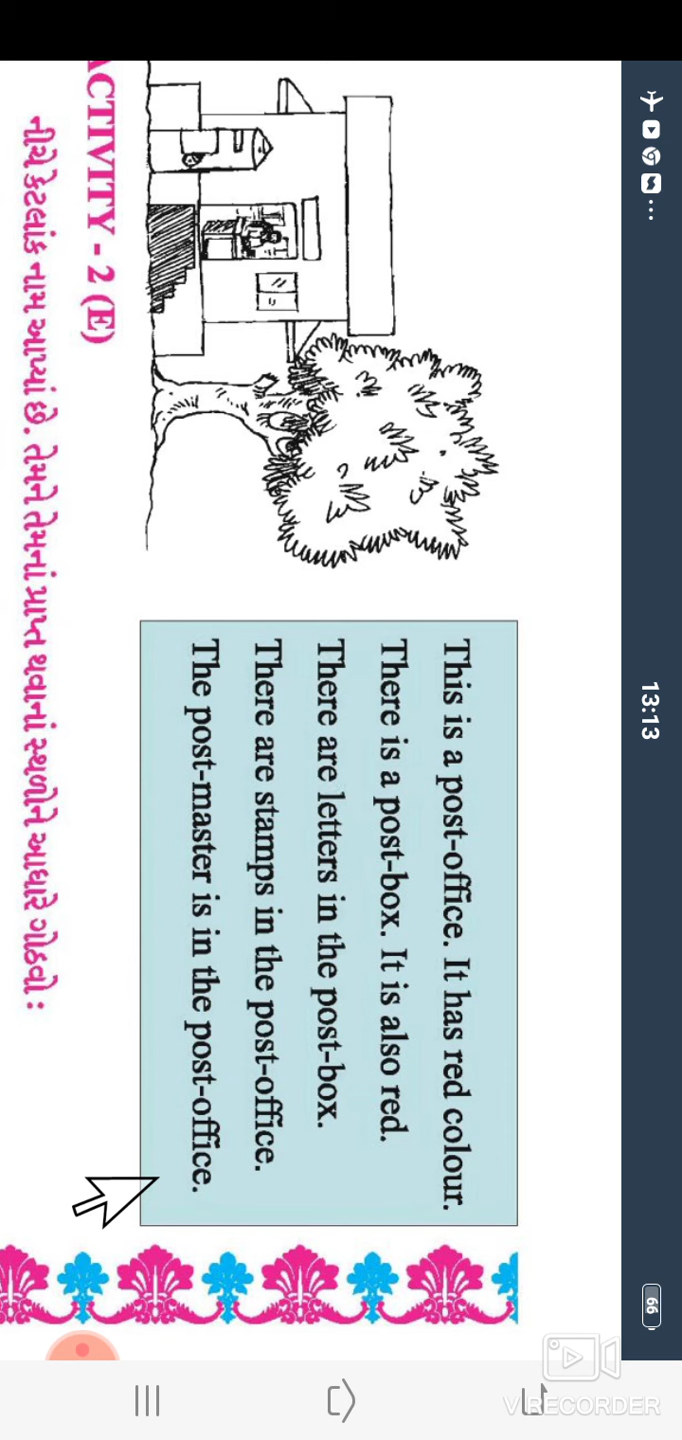 13:13
66
This is a post-office. It has red colour.
There is a post-box. It is also red.
There are letters in the post-box.
There are stamps in the post-office.
The post-master is in the post-office.
ACTIVITY - 2 (E)
નીચે કેટલાંક નામ આપ્યાં છે. તેમને તેમનાં પ્રાપ્ત થવાનાં સ્થળોને આધારે ગોઠવો :
VRECORDER